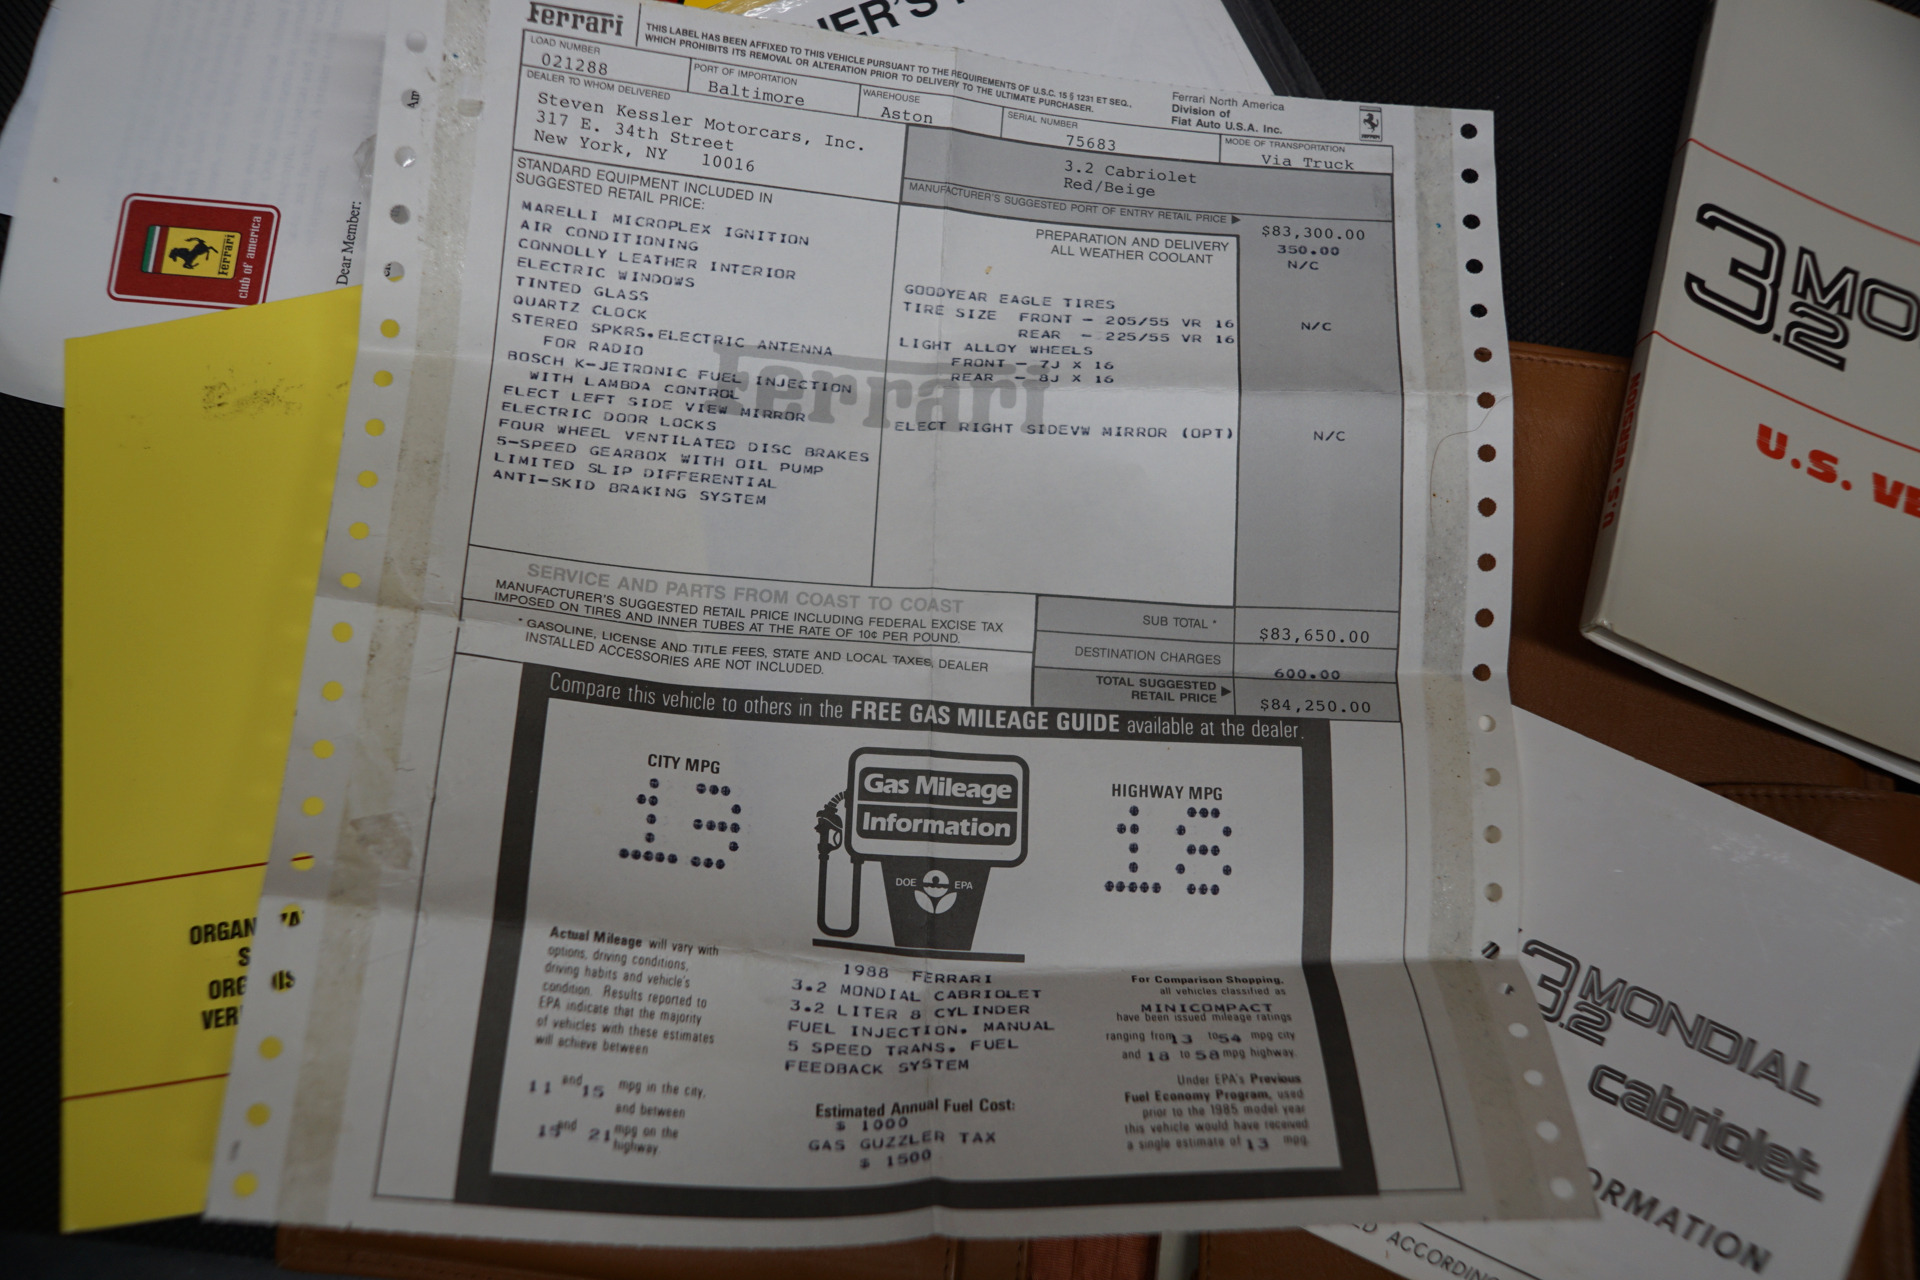 Ferrari
THIS LABEL HAS BEEN AFFIXED TO THIS VEHICLE PURSUANT TO THE REQUIREMENTS OF U.S.C. 15 § 1231 ET SEQ.,
WHICH PROHIBITS ITS REMOVAL OR ALTERATION PRIOR TO DELIVERY TO THE ULTIMATE PURCHASER.
Ferrari North America
Division of
Fiat Auto U.S.A. Inc.
LOAD NUMBER
021288
PORT OF IMPORTATION
Baltimore
WAREHOUSE
Aston
SERIAL NUMBER
75683
MODE OF TRANSPORTATION
Via Truck
DEALER TO WHOM DELIVERED
Steven Kessler Motorcars, Inc.
317 E. 34th Street
New York, NY 10016
3.2 Cabriolet
Red/Beige
MANUFACTURER'S SUGGESTED PORT OF ENTRY RETAIL PRICE
$83,300.00
STANDARD EQUIPMENT INCLUDED IN
SUGGESTED RETAIL PRICE:
MARELLI MICROPLEX IGNITION
AIR CONDITIONING
CONNOLLY LEATHER INTERIOR
ELECTRIC WINDOWS
TINTED GLASS
QUARTZ CLOCK
STEREO SPKRS.ELECTRIC ANTENNA
FOR RADIO
BOSCH K-JETRONIC FUEL INJECTION
WITH LAMBDA CONTROL
ELECT LEFT SIDE VIEW MIRROR
ELECTRIC DOOR LOCKS
FOUR WHEEL VENTILATED DISC BRAKES
5-SPEED GEARBOX WITH OIL PUMP
LIMITED SLIP DIFFERENTIAL
ANTI-SKID BRAKING SYSTEM
PREPARATION AND DELIVERY 350.00
ALL WEATHER COOLANT N/C
GOODYEAR EAGLE TIRES
TIRE SIZE FRONT - 205/55 VR 16 N/C
REAR - 225/55 VR 16
LIGHT ALLOY WHEELS
FRONT - 7J X 16
REAR - 8J X 16
Ferrari
ELECT RIGHT SIDEVW MIRROR (OPT) N/C
SERVICE AND PARTS FROM COAST TO COAST
MANUFACTURER'S SUGGESTED RETAIL PRICE INCLUDING FEDERAL EXCISE TAX
IMPOSED ON TIRES AND INNER TUBES AT THE RATE OF 10¢ PER POUND.
* GASOLINE, LICENSE AND TITLE FEES, STATE AND LOCAL TAXES, DEALER
INSTALLED ACCESSORIES ARE NOT INCLUDED.
SUB TOTAL * $83,650.00
DESTINATION CHARGES 600.00
TOTAL SUGGESTED
RETAIL PRICE $84,250.00
Compare this vehicle to others in the FREE GAS MILEAGE GUIDE available at the dealer.
CITY MPG
13
Gas Mileage
Information
DOE EPA
HIGHWAY MPG
18
Actual Mileage will vary with
options, driving conditions,
driving habits and vehicle's
condition. Results reported to
EPA indicate that the majority
of vehicles with these estimates
will achieve between
11 and 15 mpg in the city,
and between
15 and 21 mpg on the
highway.
1988 FERRARI
3.2 MONDIAL CABRIOLET
3.2 LITER 8 CYLINDER
FUEL INJECTION. MANUAL
5 SPEED TRANS. FUEL
FEEDBACK SYSTEM
Estimated Annual Fuel Cost:
$ 1000
GAS GUZZLER TAX
$ 1500
For Comparison Shopping,
all vehicles classified as
MINICOMPACT
have been issued mileage ratings
ranging from 13 to 54 mpg city
and 18 to 58 mpg highway.
Under EPA's Previous
Fuel Economy Program, used
prior to the 1985 model year
this vehicle would have received
a single estimate of 13 mpg.
Ferrari
club of america
Dear Member:
3.2 MO
U.S. VE
U.S. VERSION
3.2 MONDIAL
cabriolet
ORMATION
ACCORDING
ORGAN
ORG
VER